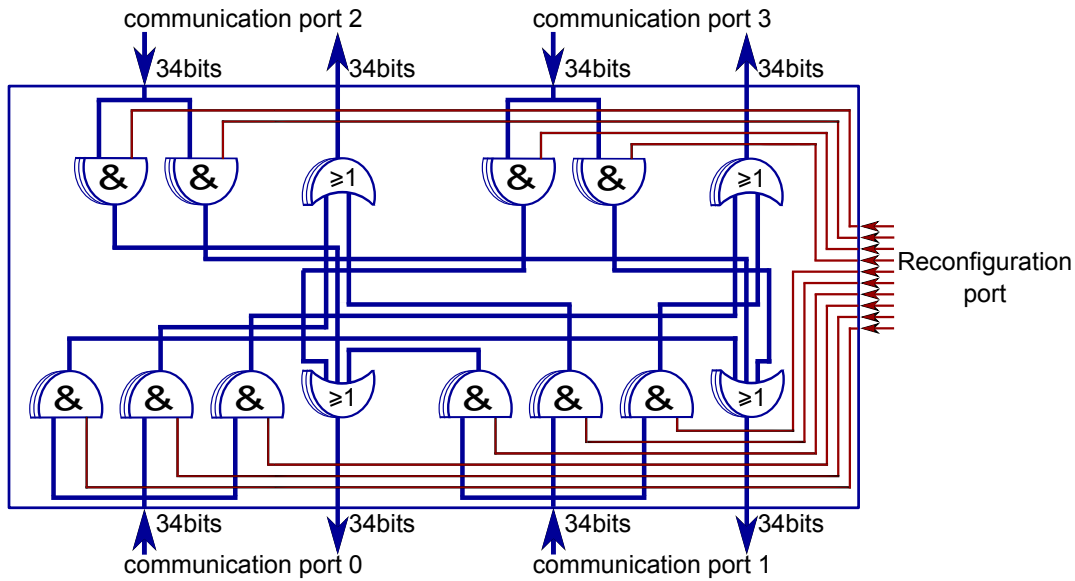 communication port 2
communication port 3
34bits
34bits
34bits
34bits
&
&
≥1
&
&
≥1
Reconfiguration
port
&
&
&
≥1
&
&
&
≥1
34bits
34bits
34bits
34bits
communication port 0
communication port 1